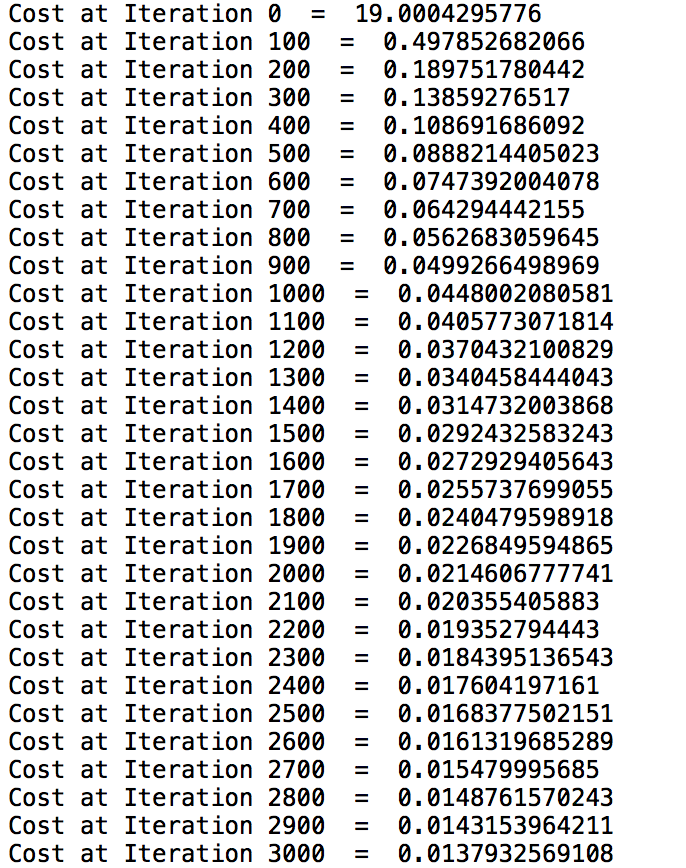 Cost at Iteration 0  =  19.0004295776
Cost at Iteration 100  =  0.497852682066
Cost at Iteration 200  =  0.189751780442
Cost at Iteration 300  =  0.13859276517
Cost at Iteration 400  =  0.108691686092
Cost at Iteration 500  =  0.0888214405023
Cost at Iteration 600  =  0.0747392004078
Cost at Iteration 700  =  0.064294442155
Cost at Iteration 800  =  0.0562683059645
Cost at Iteration 900  =  0.0499266498969
Cost at Iteration 1000  =  0.0448002080581
Cost at Iteration 1100  =  0.0405773071814
Cost at Iteration 1200  =  0.0370432100829
Cost at Iteration 1300  =  0.0340458444043
Cost at Iteration 1400  =  0.0314732003868
Cost at Iteration 1500  =  0.0292432583243
Cost at Iteration 1600  =  0.0272929405643
Cost at Iteration 1700  =  0.0255737699055
Cost at Iteration 1800  =  0.0240479598918
Cost at Iteration 1900  =  0.0226849594865
Cost at Iteration 2000  =  0.0214606777741
Cost at Iteration 2100  =  0.020355405883
Cost at Iteration 2200  =  0.019352794443
Cost at Iteration 2300  =  0.0184395136543
Cost at Iteration 2400  =  0.017604197161
Cost at Iteration 2500  =  0.0168377502151
Cost at Iteration 2600  =  0.0161319685289
Cost at Iteration 2700  =  0.015479995685
Cost at Iteration 2800  =  0.0148761570243
Cost at Iteration 2900  =  0.0143153964211
Cost at Iteration 3000  =  0.0137932569108